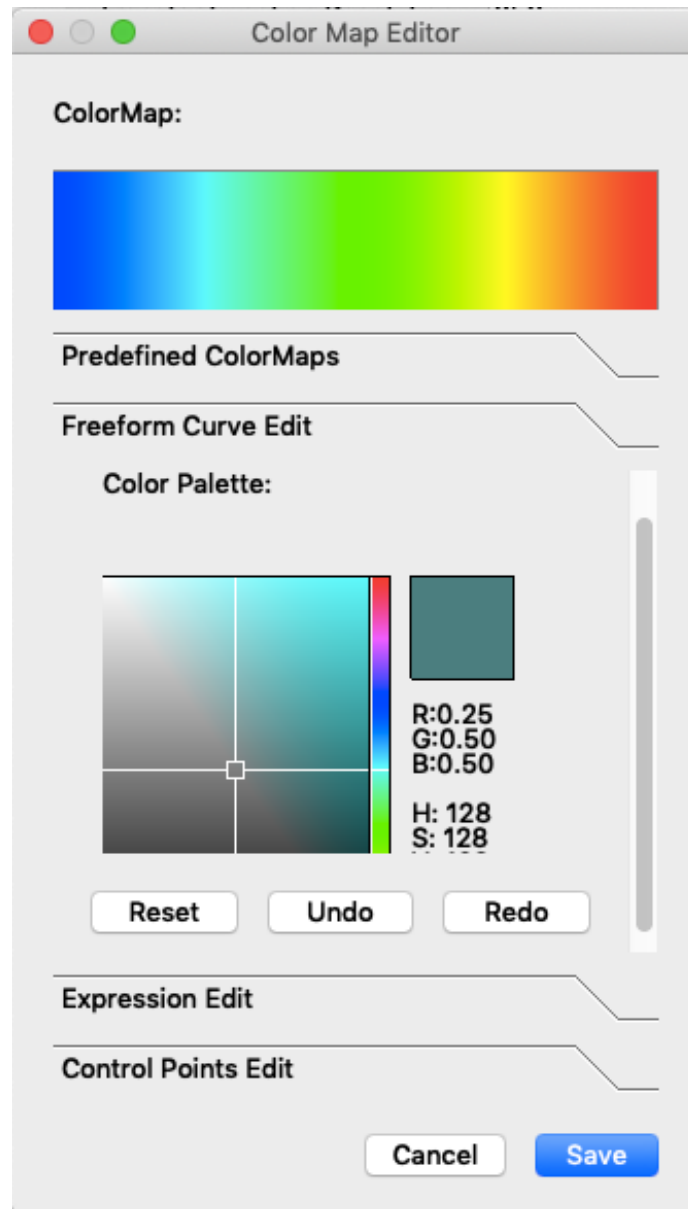 Color Map Editor
ColorMap:
Predefined ColorMaps
Freeform Curve Edit
Color Palette:
R:0.25
G:0.50
B:0.50
H: 128
S: 128
Reset Undo Redo
Expression Edit
Control Points Edit
Cancel Save